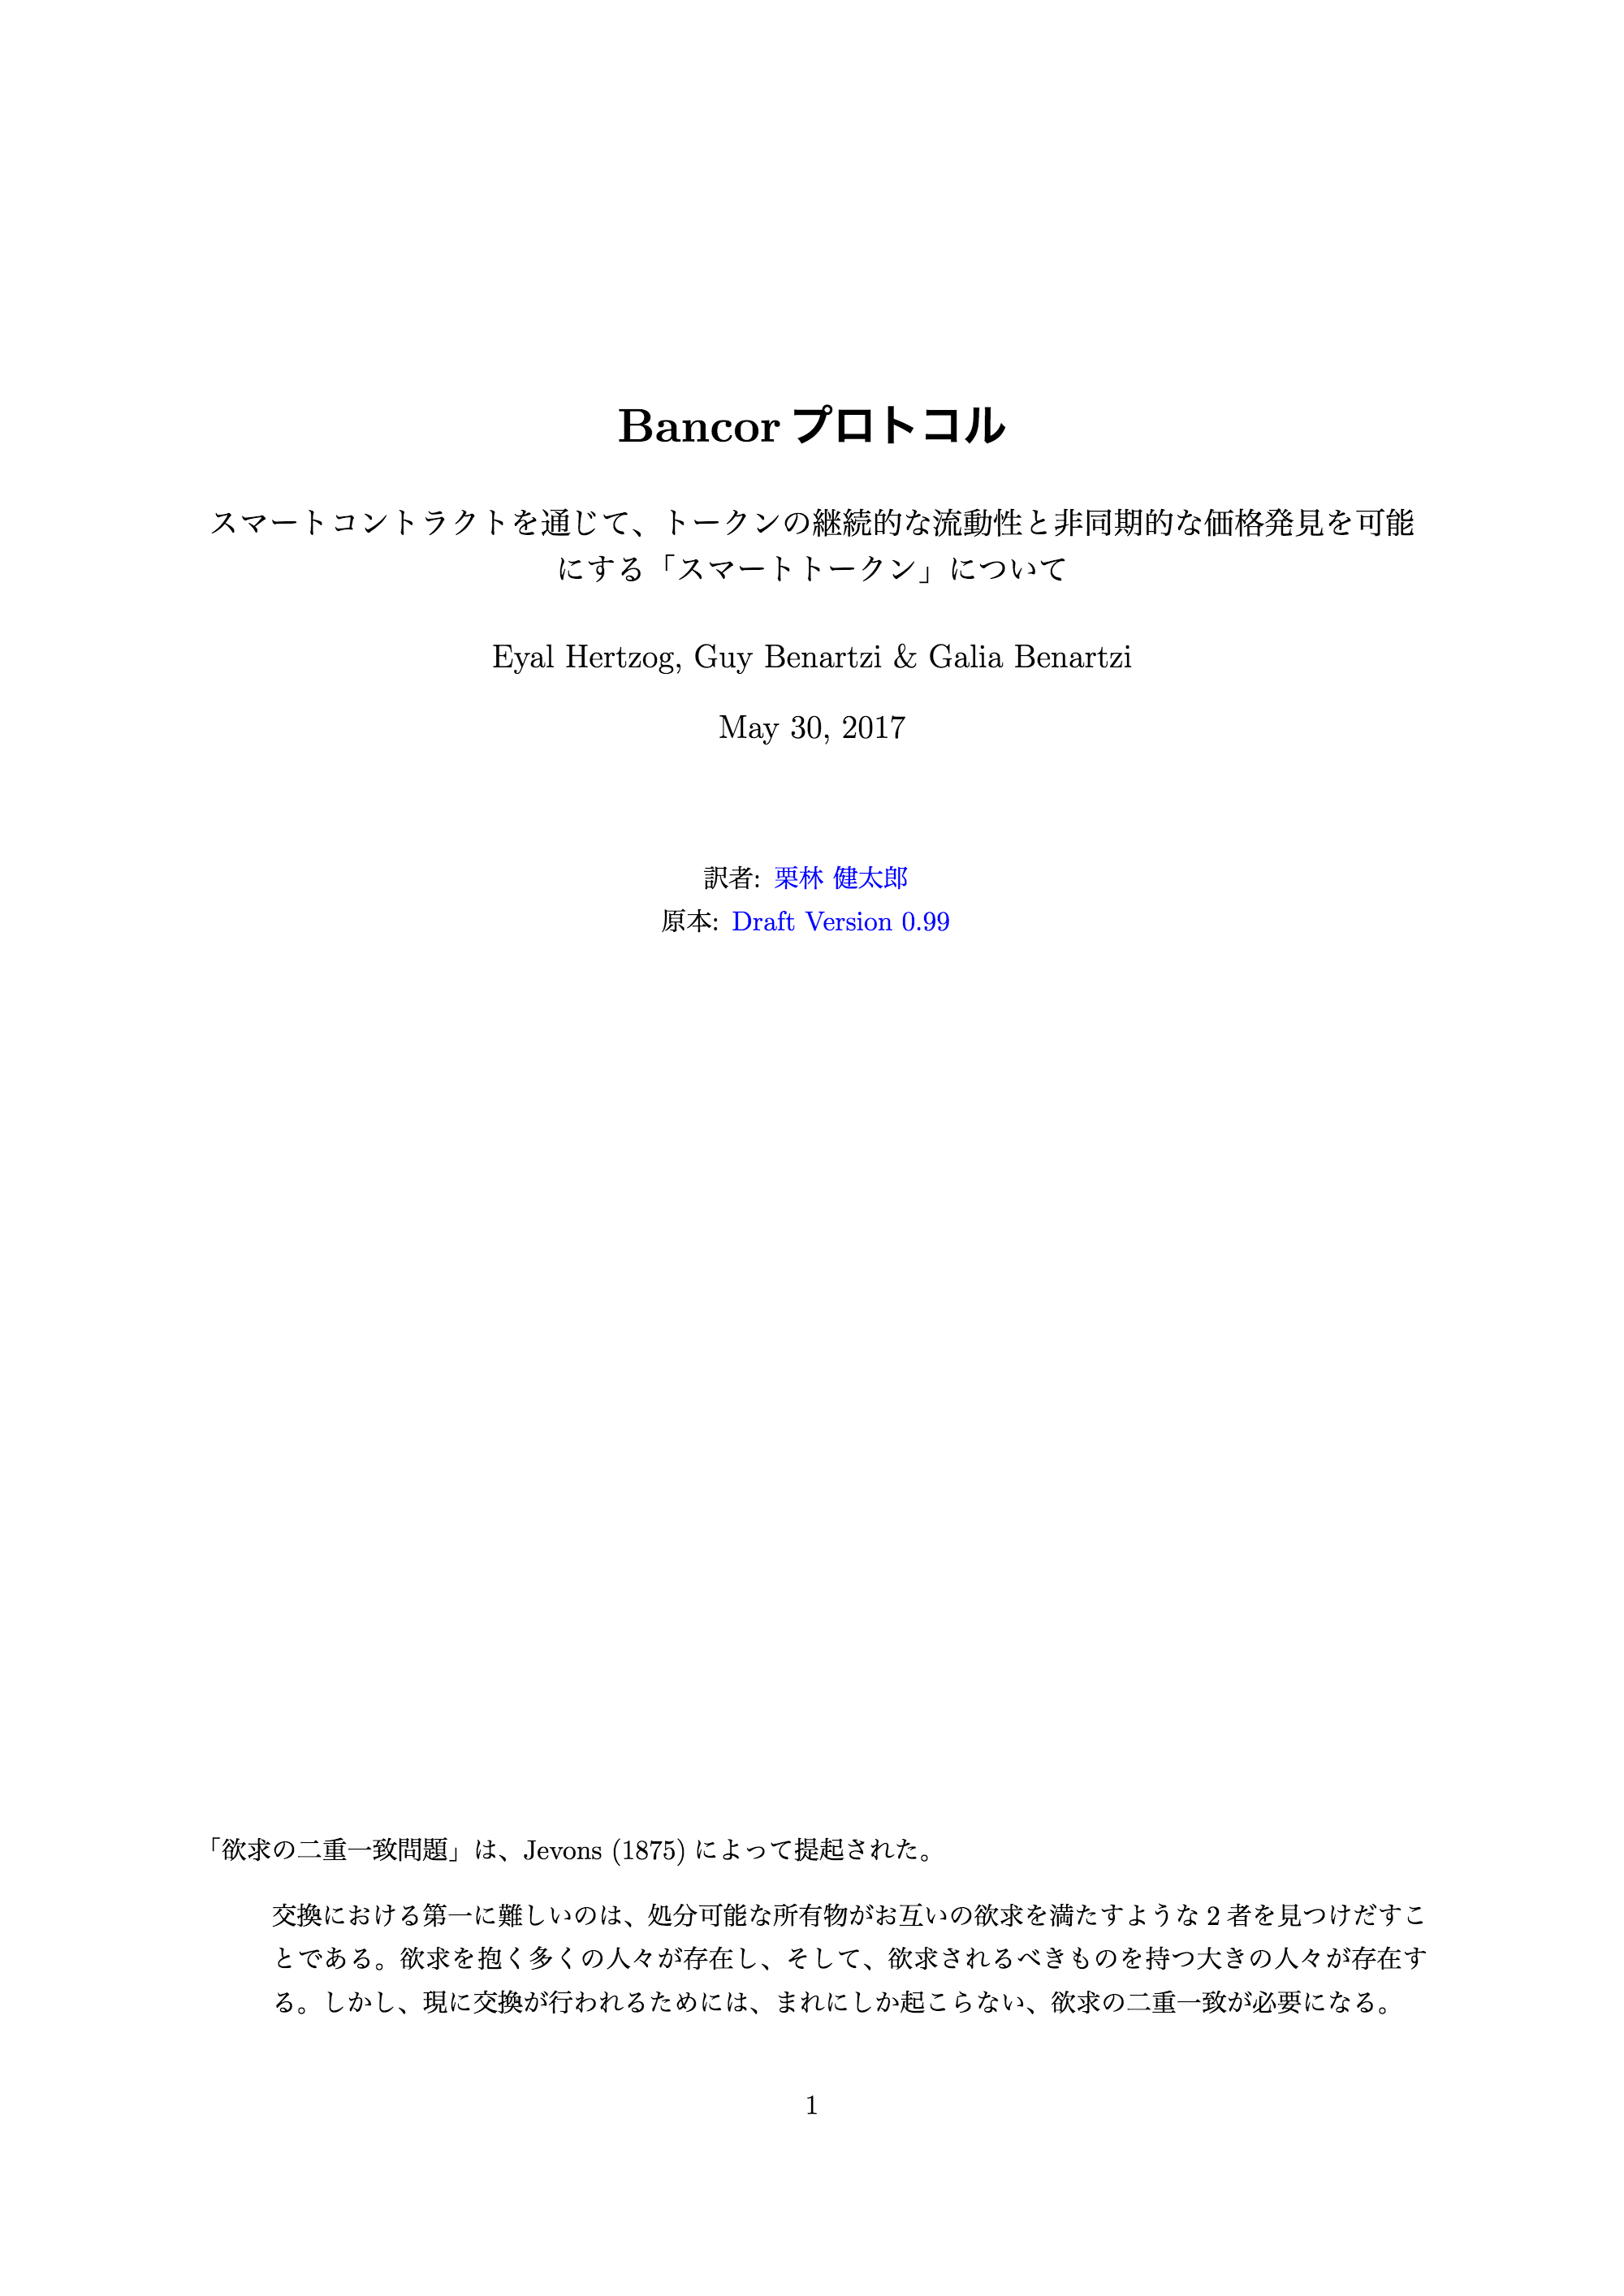 Bancor プロトコル
スマートコントラクトを通じて、トークンの継続的な流動性と非同期的な価格発見を可能
にする「スマートトークン」について
Eyal Hertzog, Guy Benartzi & Galia Benartzi
May 30, 2017
訳者: 栗林 健太郎
原本: Draft Version 0.99
「欲求の二重一致問題」は、Jevons (1875) によって提起された。
交換における第一に難しいのは、処分可能な所有物がお互いの欲求を満たすような 2 者を見つけだすこ
とである。欲求を抱く多くの人々が存在し、そして、欲求されるべきものを持つ大きの人々が存在す
る。しかし、現に交換が行われるためには、まれにしか起こらない、欲求の二重一致が必要になる。
1